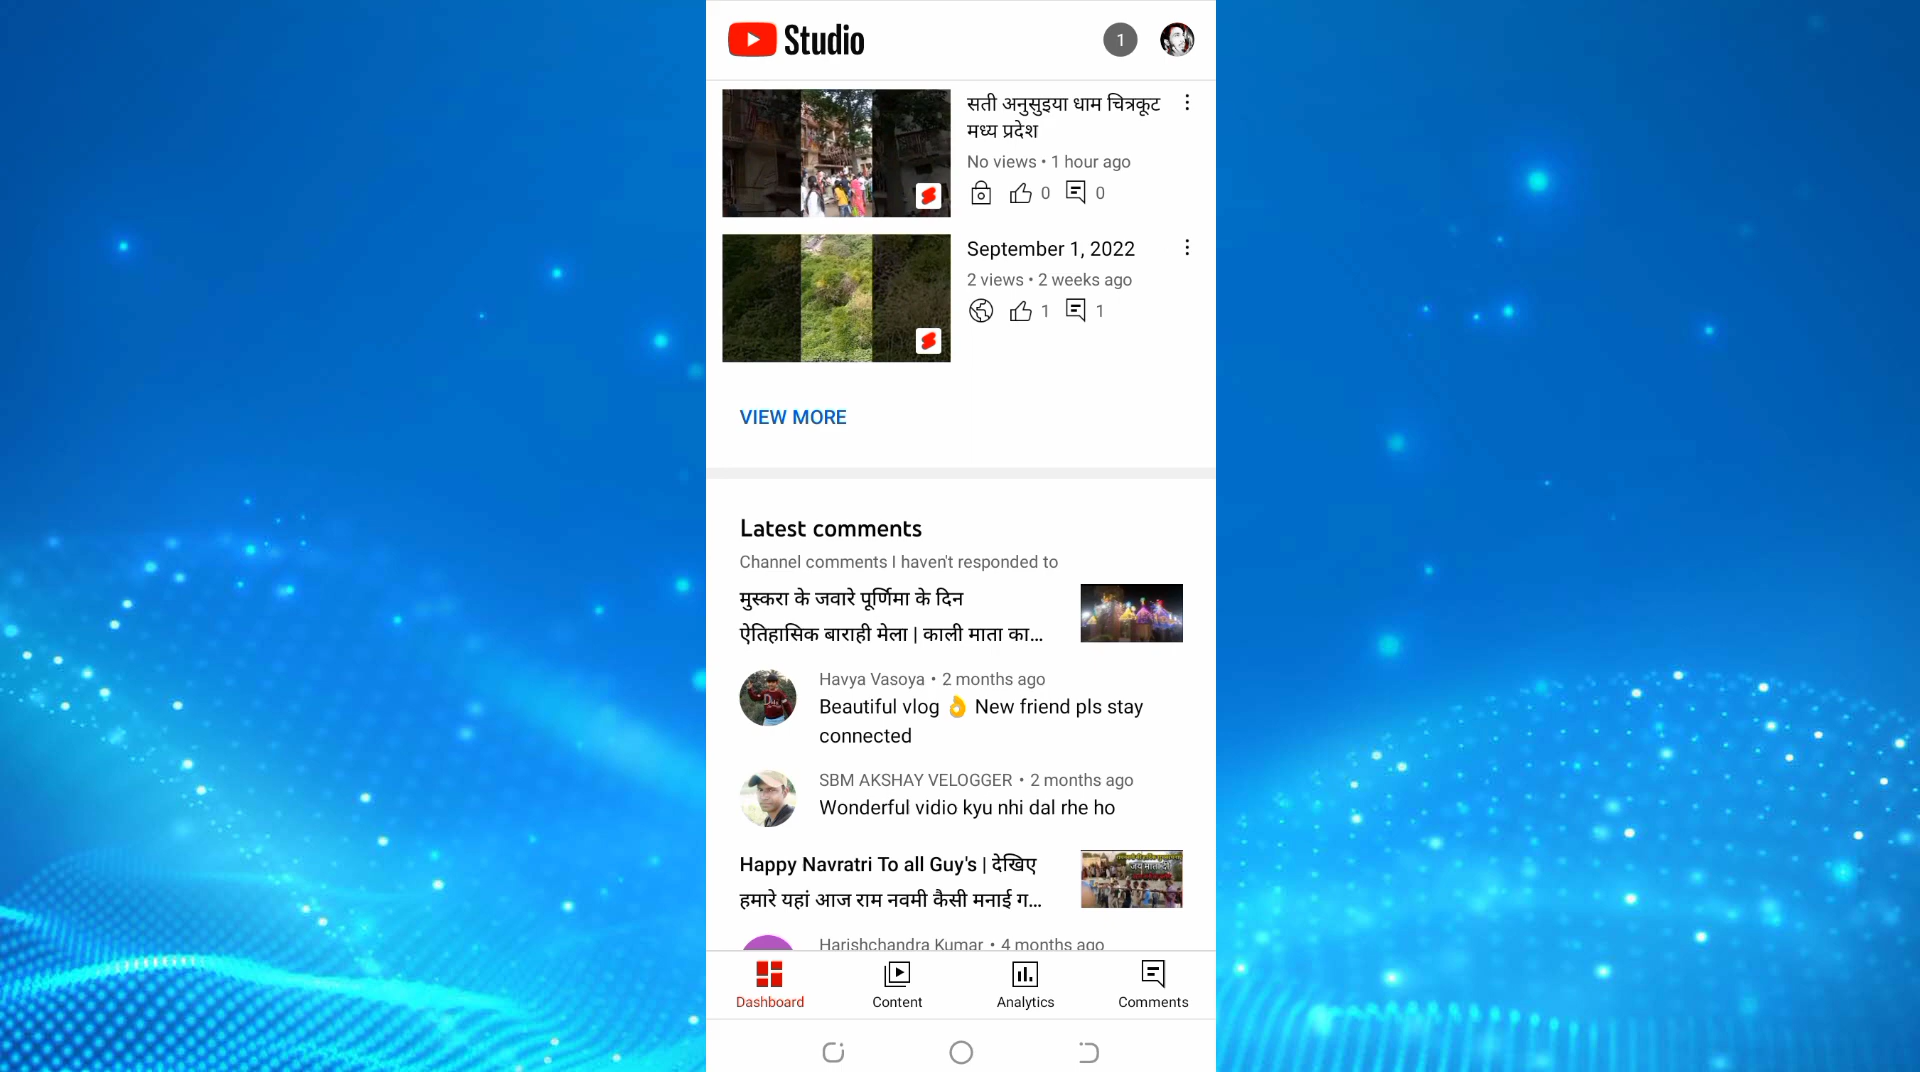 Studio
1
सती अनुसुइया धाम चित्रकूट
मध्य प्रदेश
No views • 1 hour ago
0 0
September 1, 2022
2 views • 2 weeks ago
1 1
VIEW MORE
Latest comments
Channel comments I haven't responded to
मुस्करा के जवारे पूर्णिमा के दिन
ऐतिहासिक बाराही मेला | काली माता का...
Havya Vasoya • 2 months ago
Beautiful vlog 👌 New friend pls stay
connected
SBM AKSHAY VELOGGER • 2 months ago
Wonderful vidio kyu nhi dal rhe ho
Happy Navratri To all Guy's | देखिए
हमारे यहां आज राम नवमी कैसी मनाई ग...
Harishchandra Kumar • 4 months ago
Dashboard Content Analytics Comments